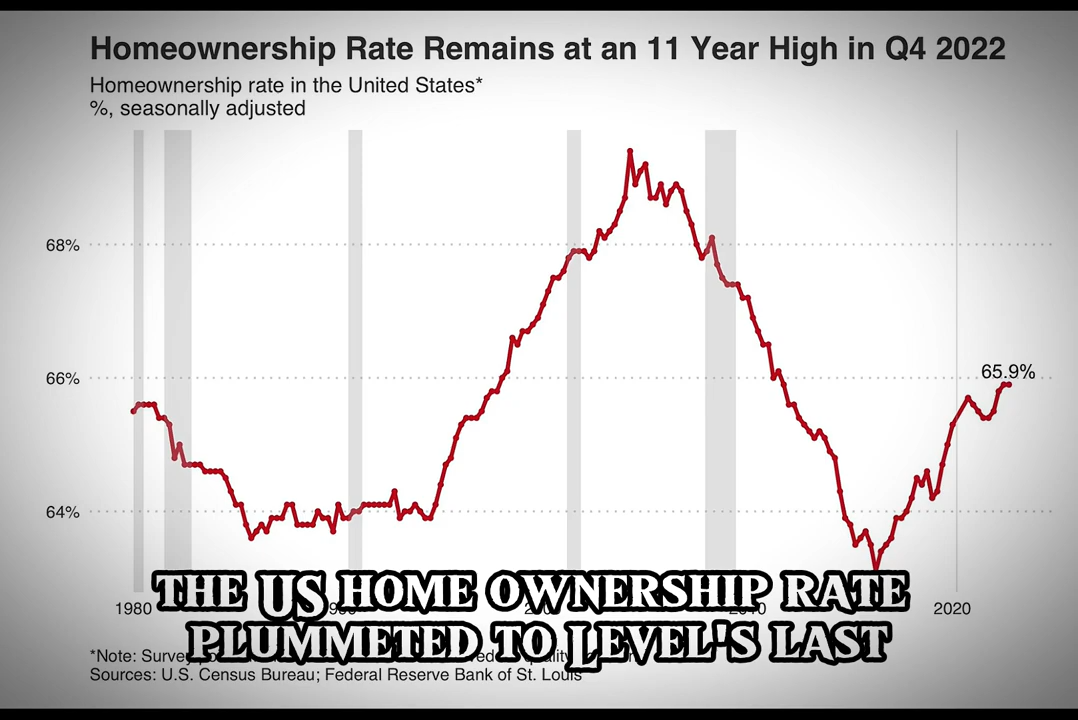 Homeownership Rate Remains at an 11 Year High in Q4 2022
Homeownership rate in the United States*
%, seasonally adjusted
68%
66%
65.9%
64%
THE US HOME OWNERSHIP RATE
1980
2020
PLUMMETED TO LEVEL'S LAST
*Note:
Sources: U.S. Census Bureau; Federal Reserve Bank of St. Louis